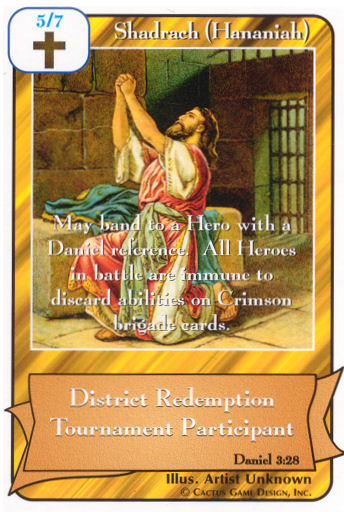 5/7
Shadrach (Hananiah)
May band to a Hero with a
Daniel reference. All Heroes
in battle are immune to
discard abilities on Crimson
brigade cards.
District Redemption
Tournament Participant
Daniel 3:28
Illus. Artist Unknown
© Cactus Game Design, Inc.